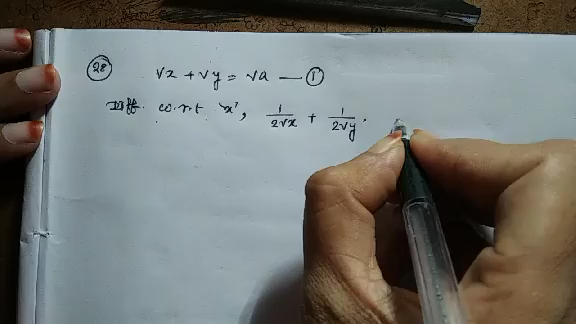 28 √x + √y = √a — 1
Diff. w.r.t. 'x', 1/2√x + 1/2√y .